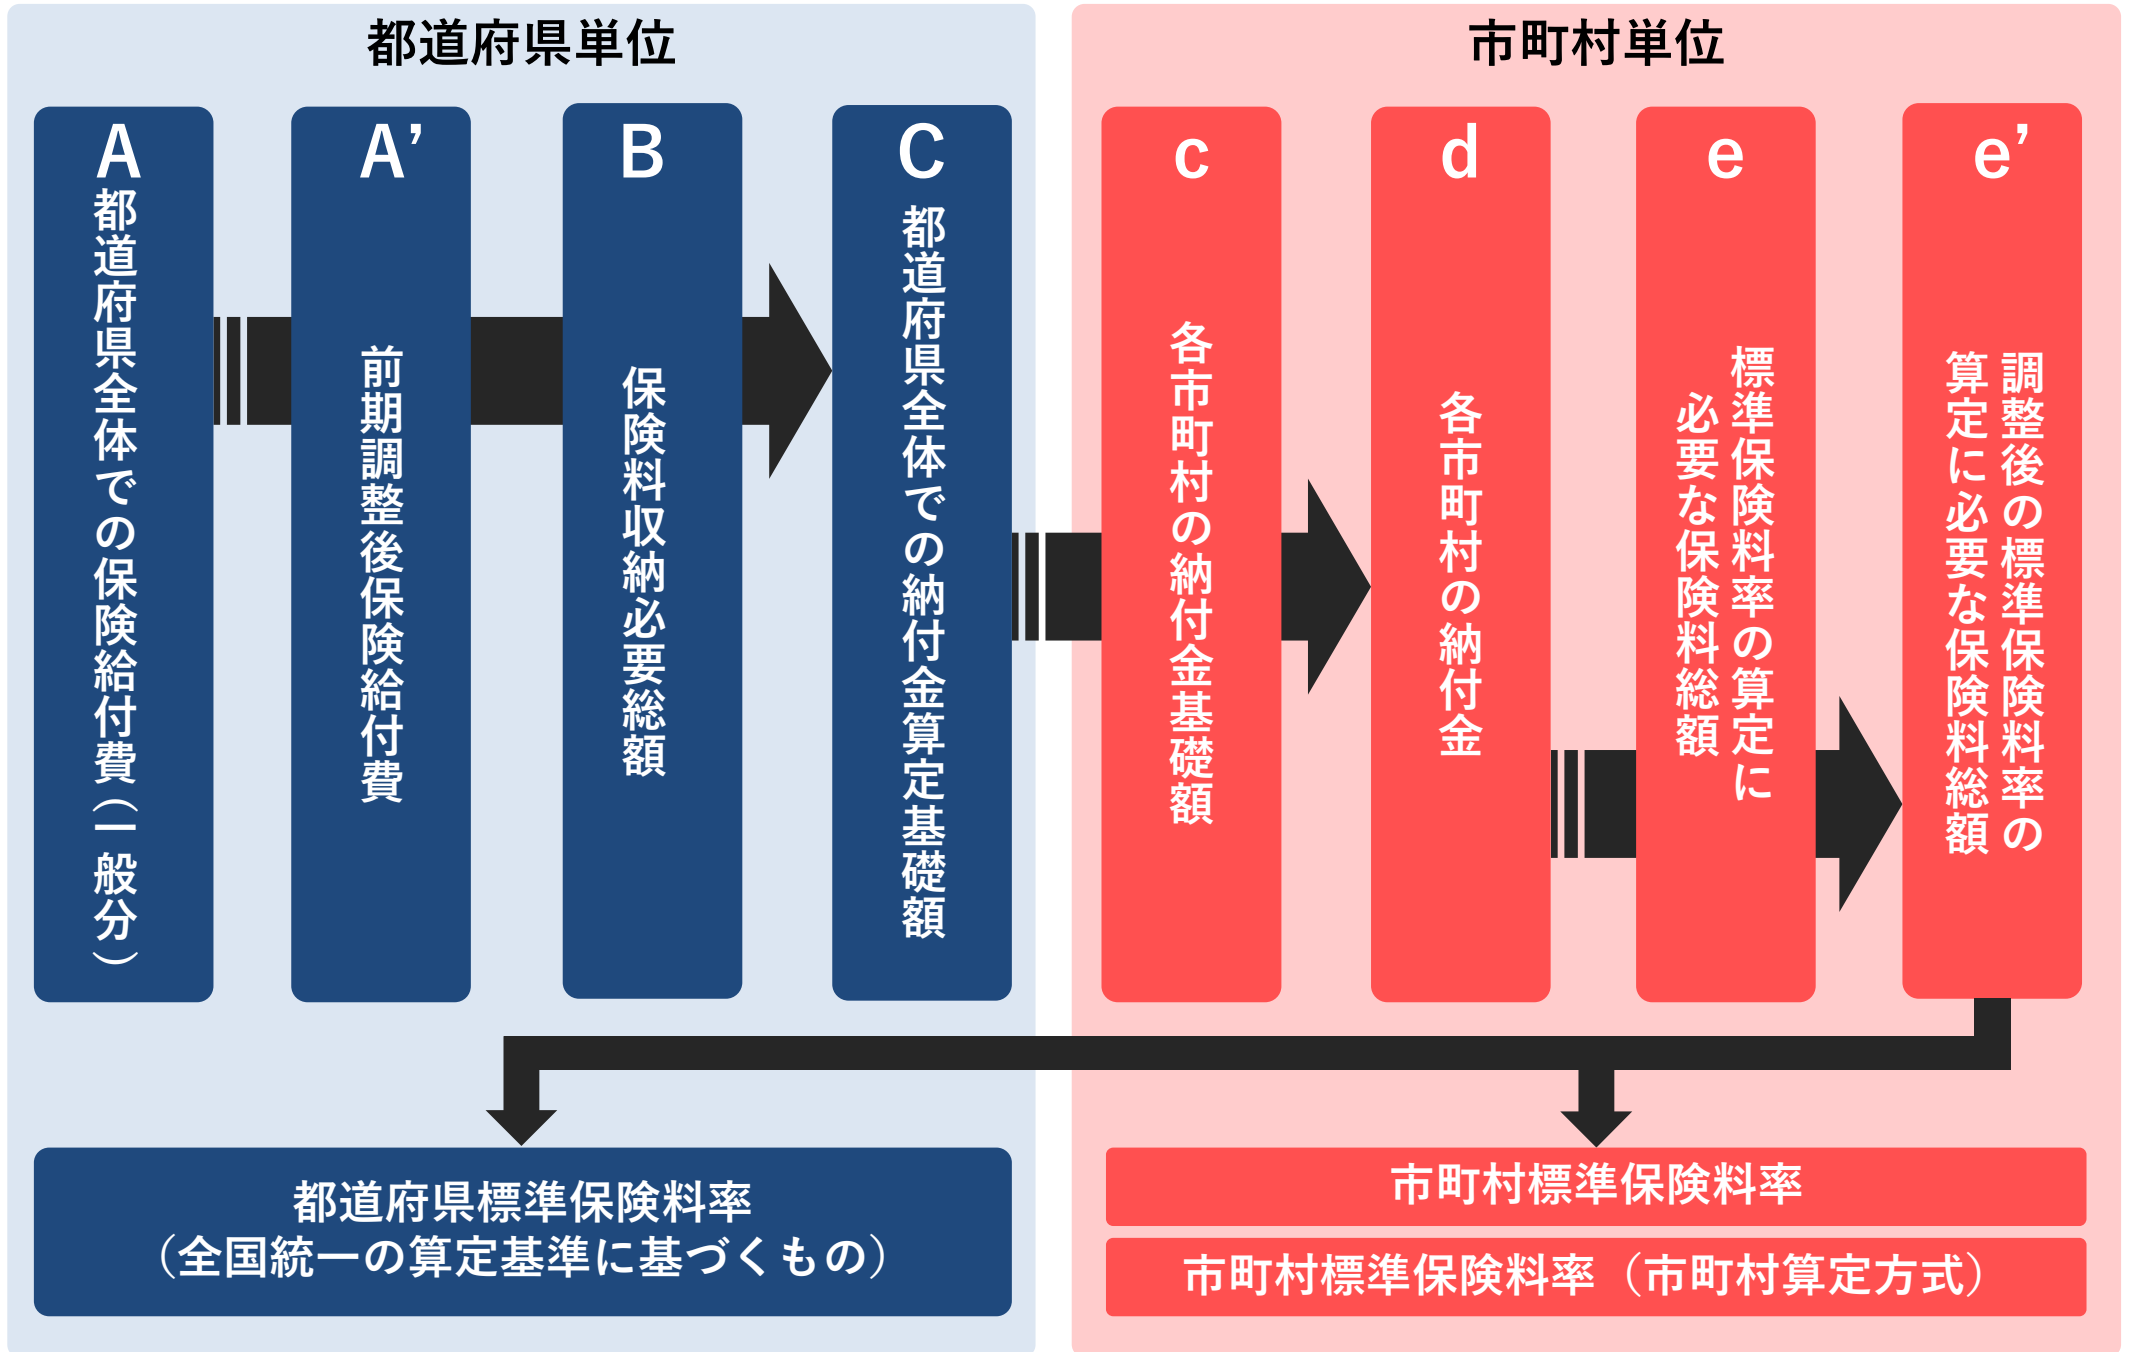 都道府県単位
A
都道府県全体での保険給付費（一般分）
A’
前期調整後保険給付費
B
保険料収納必要総額
C
都道府県全体での納付金算定基礎額
市町村単位
c
各市町村の納付金基礎額
d
各市町村の納付金
e
標準保険料率の算定に
必要な保険料総額
e’
調整後の標準保険料率の
算定に必要な保険料総額
都道府県標準保険料率
（全国統一の算定基準に基づくもの）
市町村標準保険料率
市町村標準保険料率（市町村算定方式）